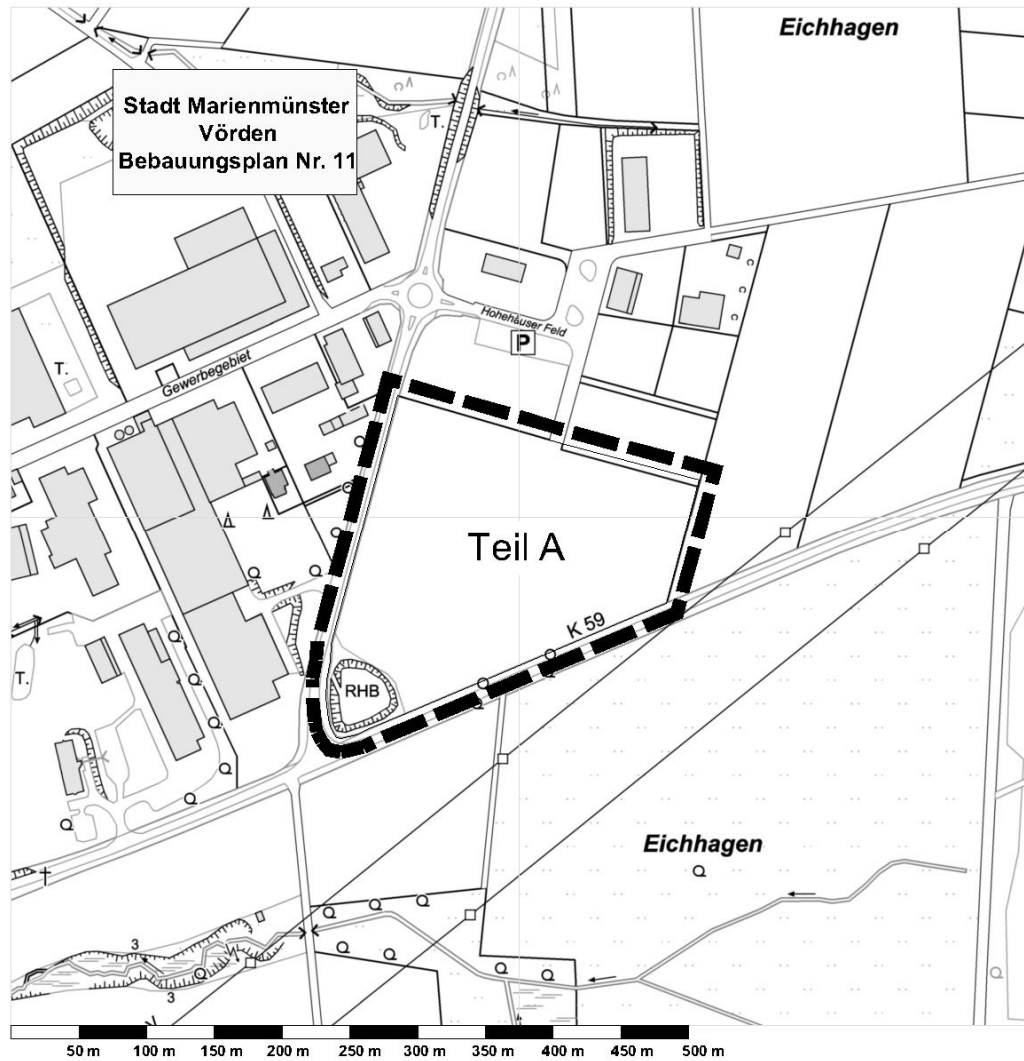 Eichhagen
Stadt Marienmünster
Vörden
Bebauungsplan Nr. 11
T.
T.
Hohehäuser Feld
P
Gewerbegebiet
Teil A
K 59
RHB
T.
Eichhagen
3
3
50 m 100 m 150 m 200 m 250 m 300 m 350 m 400 m 450 m 500 m